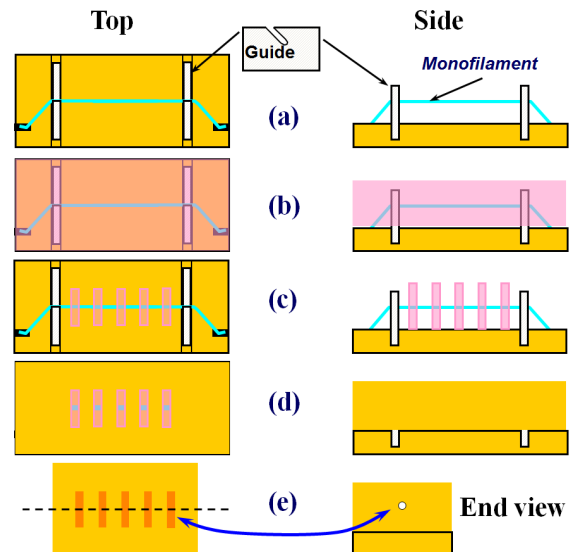 Top
Side
Guide
Monofilament
(a)
(b)
(c)
(d)
(e)
End view